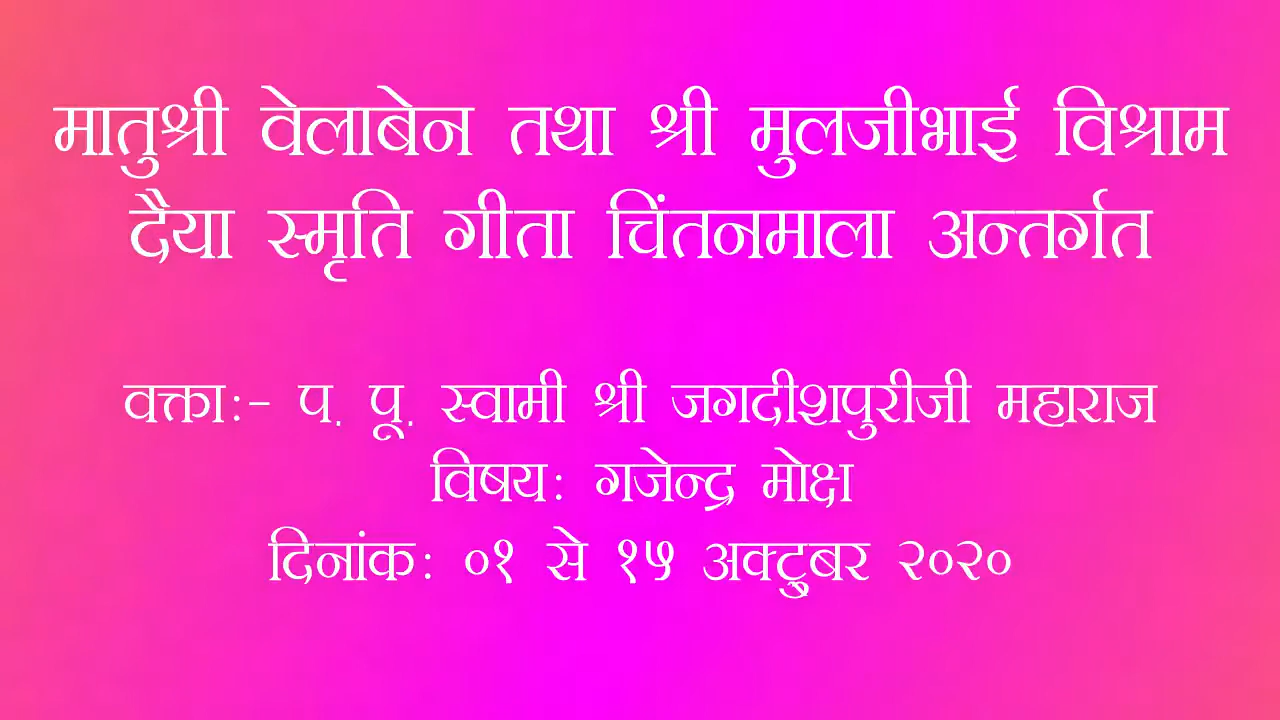 मातुश्री वेलाबेन तथा श्री मुलजीभाई विश्राम
दैया स्मृति गीता चिंतनमाला अन्तर्गत
वक्ताः- प. पू. स्वामी श्री जगदीशपुरीजी महाराज
विषयः गजेन्द्र मोक्ष
दिनांकः ०१ से १५ अक्ट्रुबर २०२०